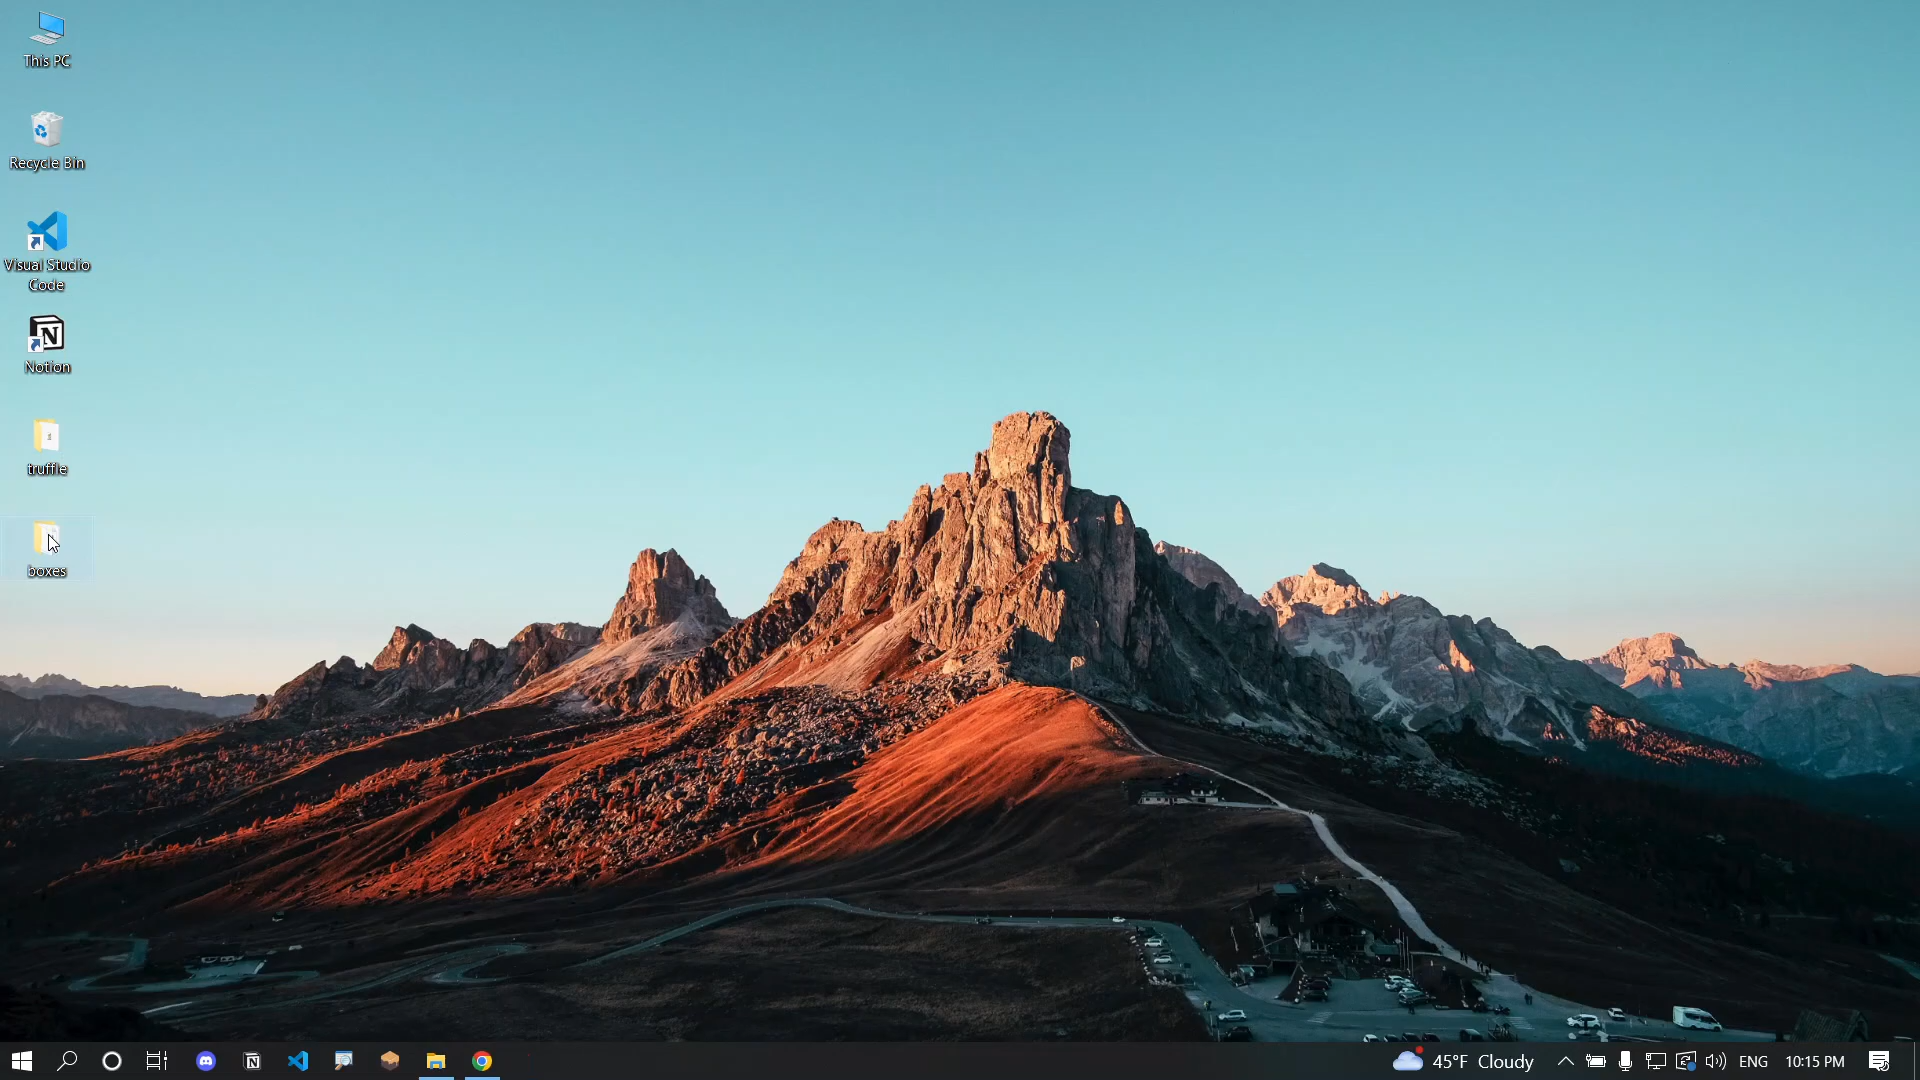 This PC
Recycle Bin
Visual Studio
Code
Notion
truffle
boxes
45°F Cloudy
ENG
10:15 PM